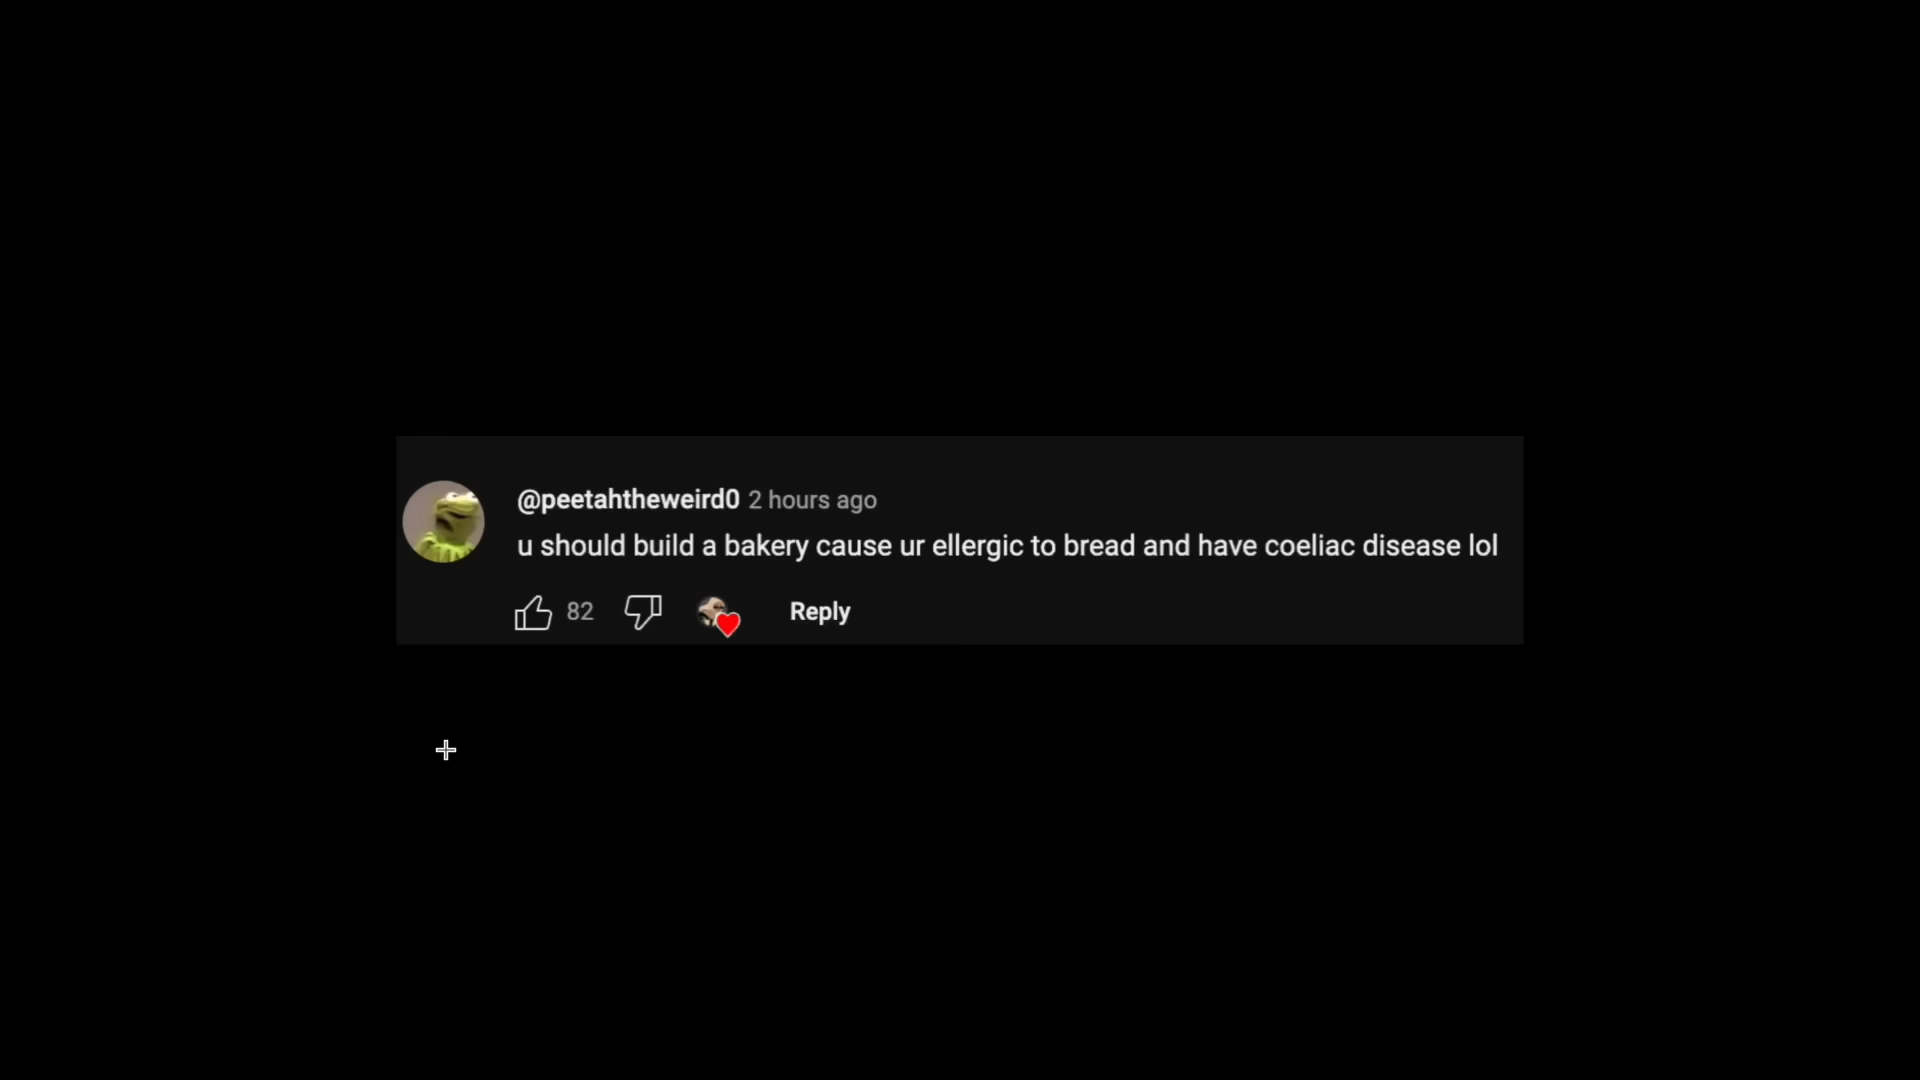 @peetahtheweird0 2 hours ago
u should build a bakery cause ur ellergic to bread and have coeliac disease lol
82 Reply